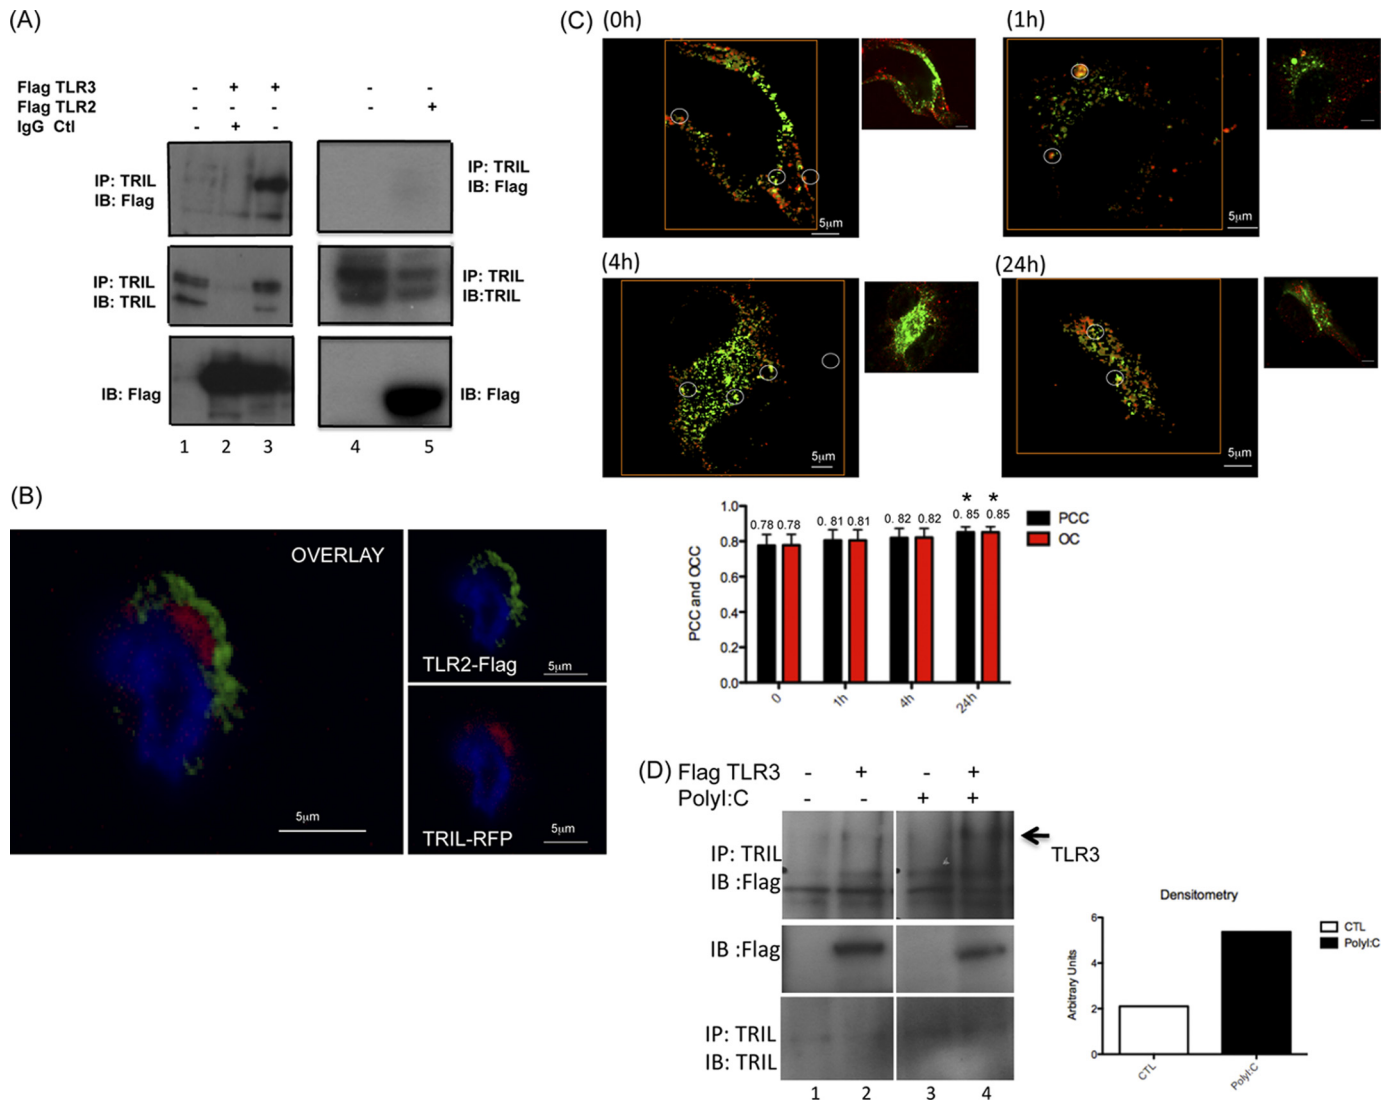 (A)
Flag TLR3 - + + - -
Flag TLR2 - - - - +
IgG Ctl - + -
IP: TRIL
IB: Flag
IP: TRIL
IB: Flag
IP: TRIL
IB: TRIL
IP: TRIL
IB:TRIL
IB: Flag
IB: Flag
1 2 3 4 5
(B)
OVERLAY
5µm
TLR2-Flag
5µm
TRIL-RFP
5µm
(C) (0h)
5µm
(1h)
5µm
(4h)
5µm
(24h)
5µm
PCC and OCC
1.0
0.8
0.6
0.4
0.2
0.0
0.78 0.78
0. 81 0.81
0. 82 0.82
* *
0. 85 0.85
0 1h 4h 24h
PCC
OC
(D) Flag TLR3 - + - +
PolyI:C - - + +
IP: TRIL
IB :Flag
TLR3
IB :Flag
IP: TRIL
IB: TRIL
1 2 3 4
Densitometry
Arbitrary Units
6
4
2
0
CTL
PolyI:C
CTL
PolyI:C